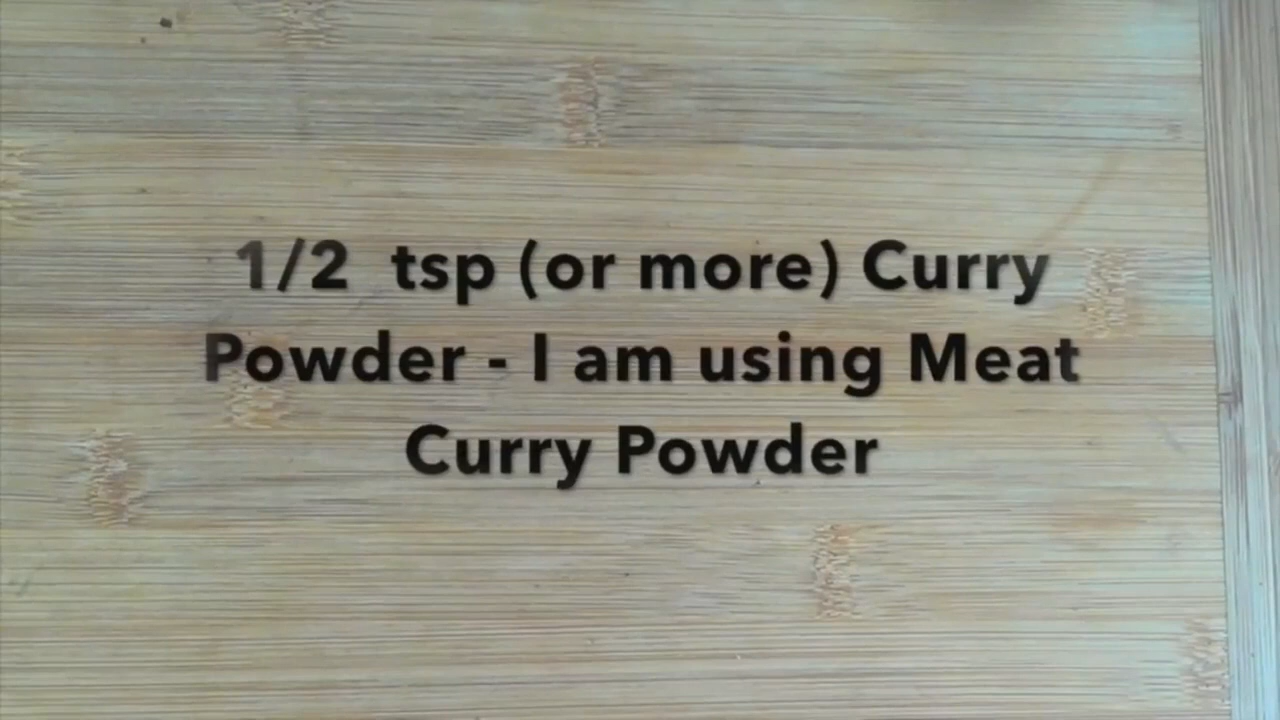 1/2  tsp (or more) Curry
Powder - I am using Meat
Curry Powder